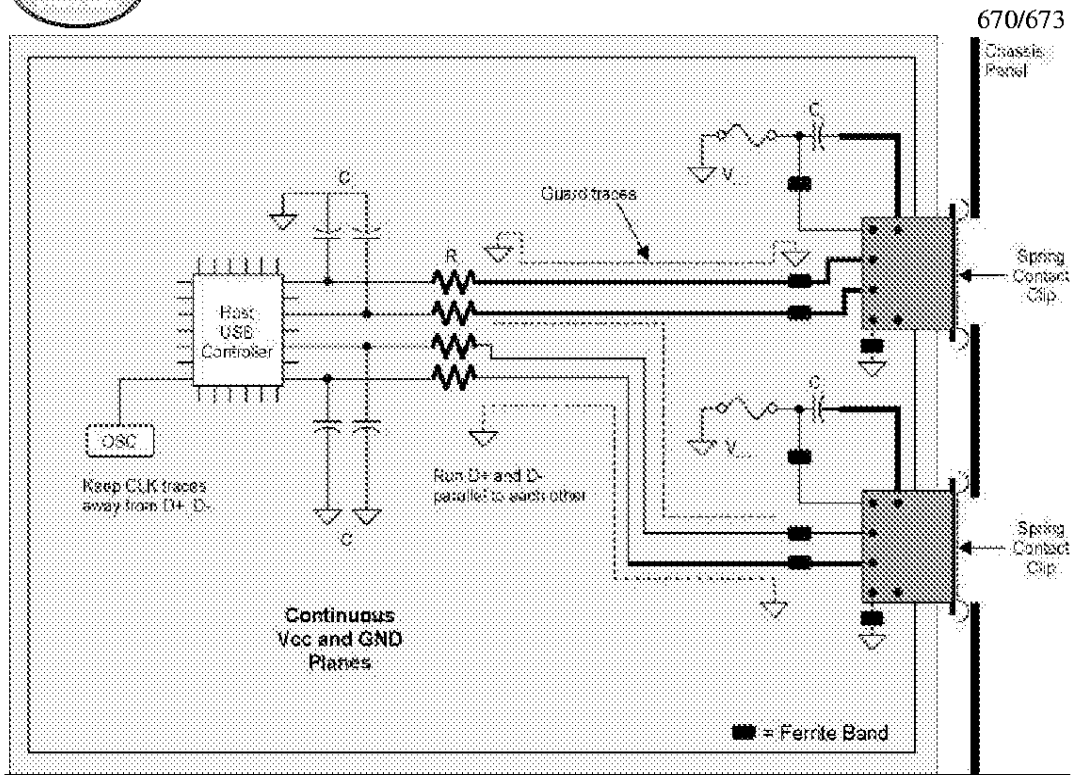 670/673
Chassis
Panel
C
V
Guard traces
C
R
Spring
Contact
Clip
Host
USB
Controller
C
V
OSC
Keep CLK traces
away from D+, D-
Run D+ and D-
parallel to each other
C
Spring
Contact
Clip
Continuous
Vcc and GND
Planes
= Ferrite Band